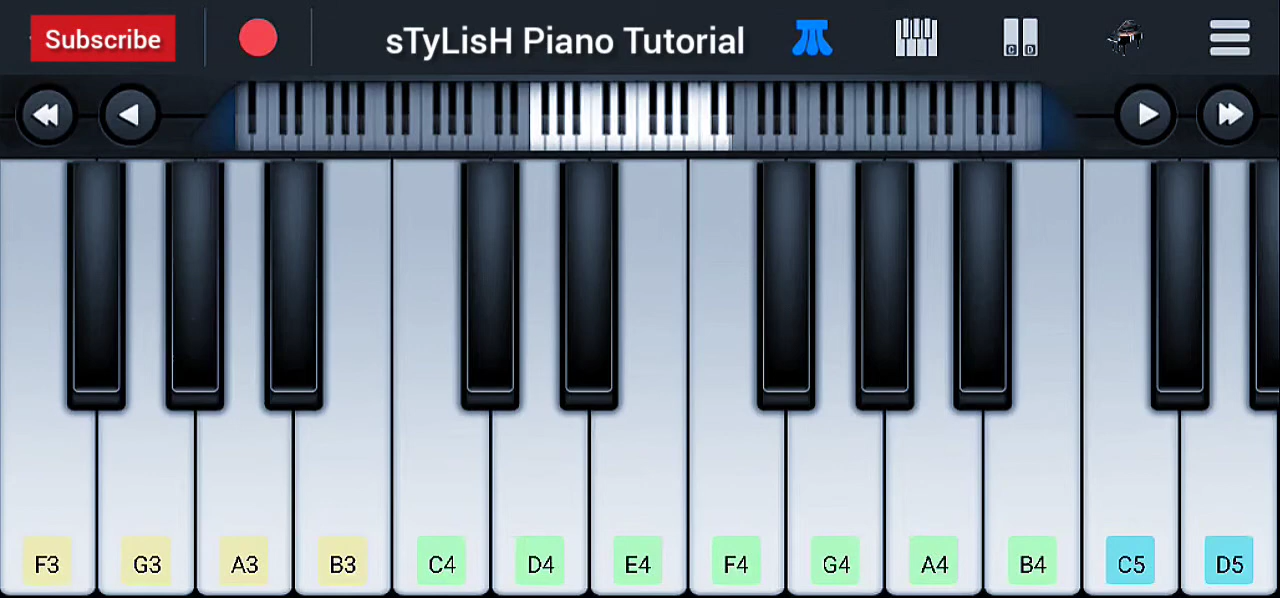 Subscribe
sTyLisH Piano Tutorial
C D
F3 G3 A3 B3 C4 D4 E4 F4 G4 A4 B4 C5 D5